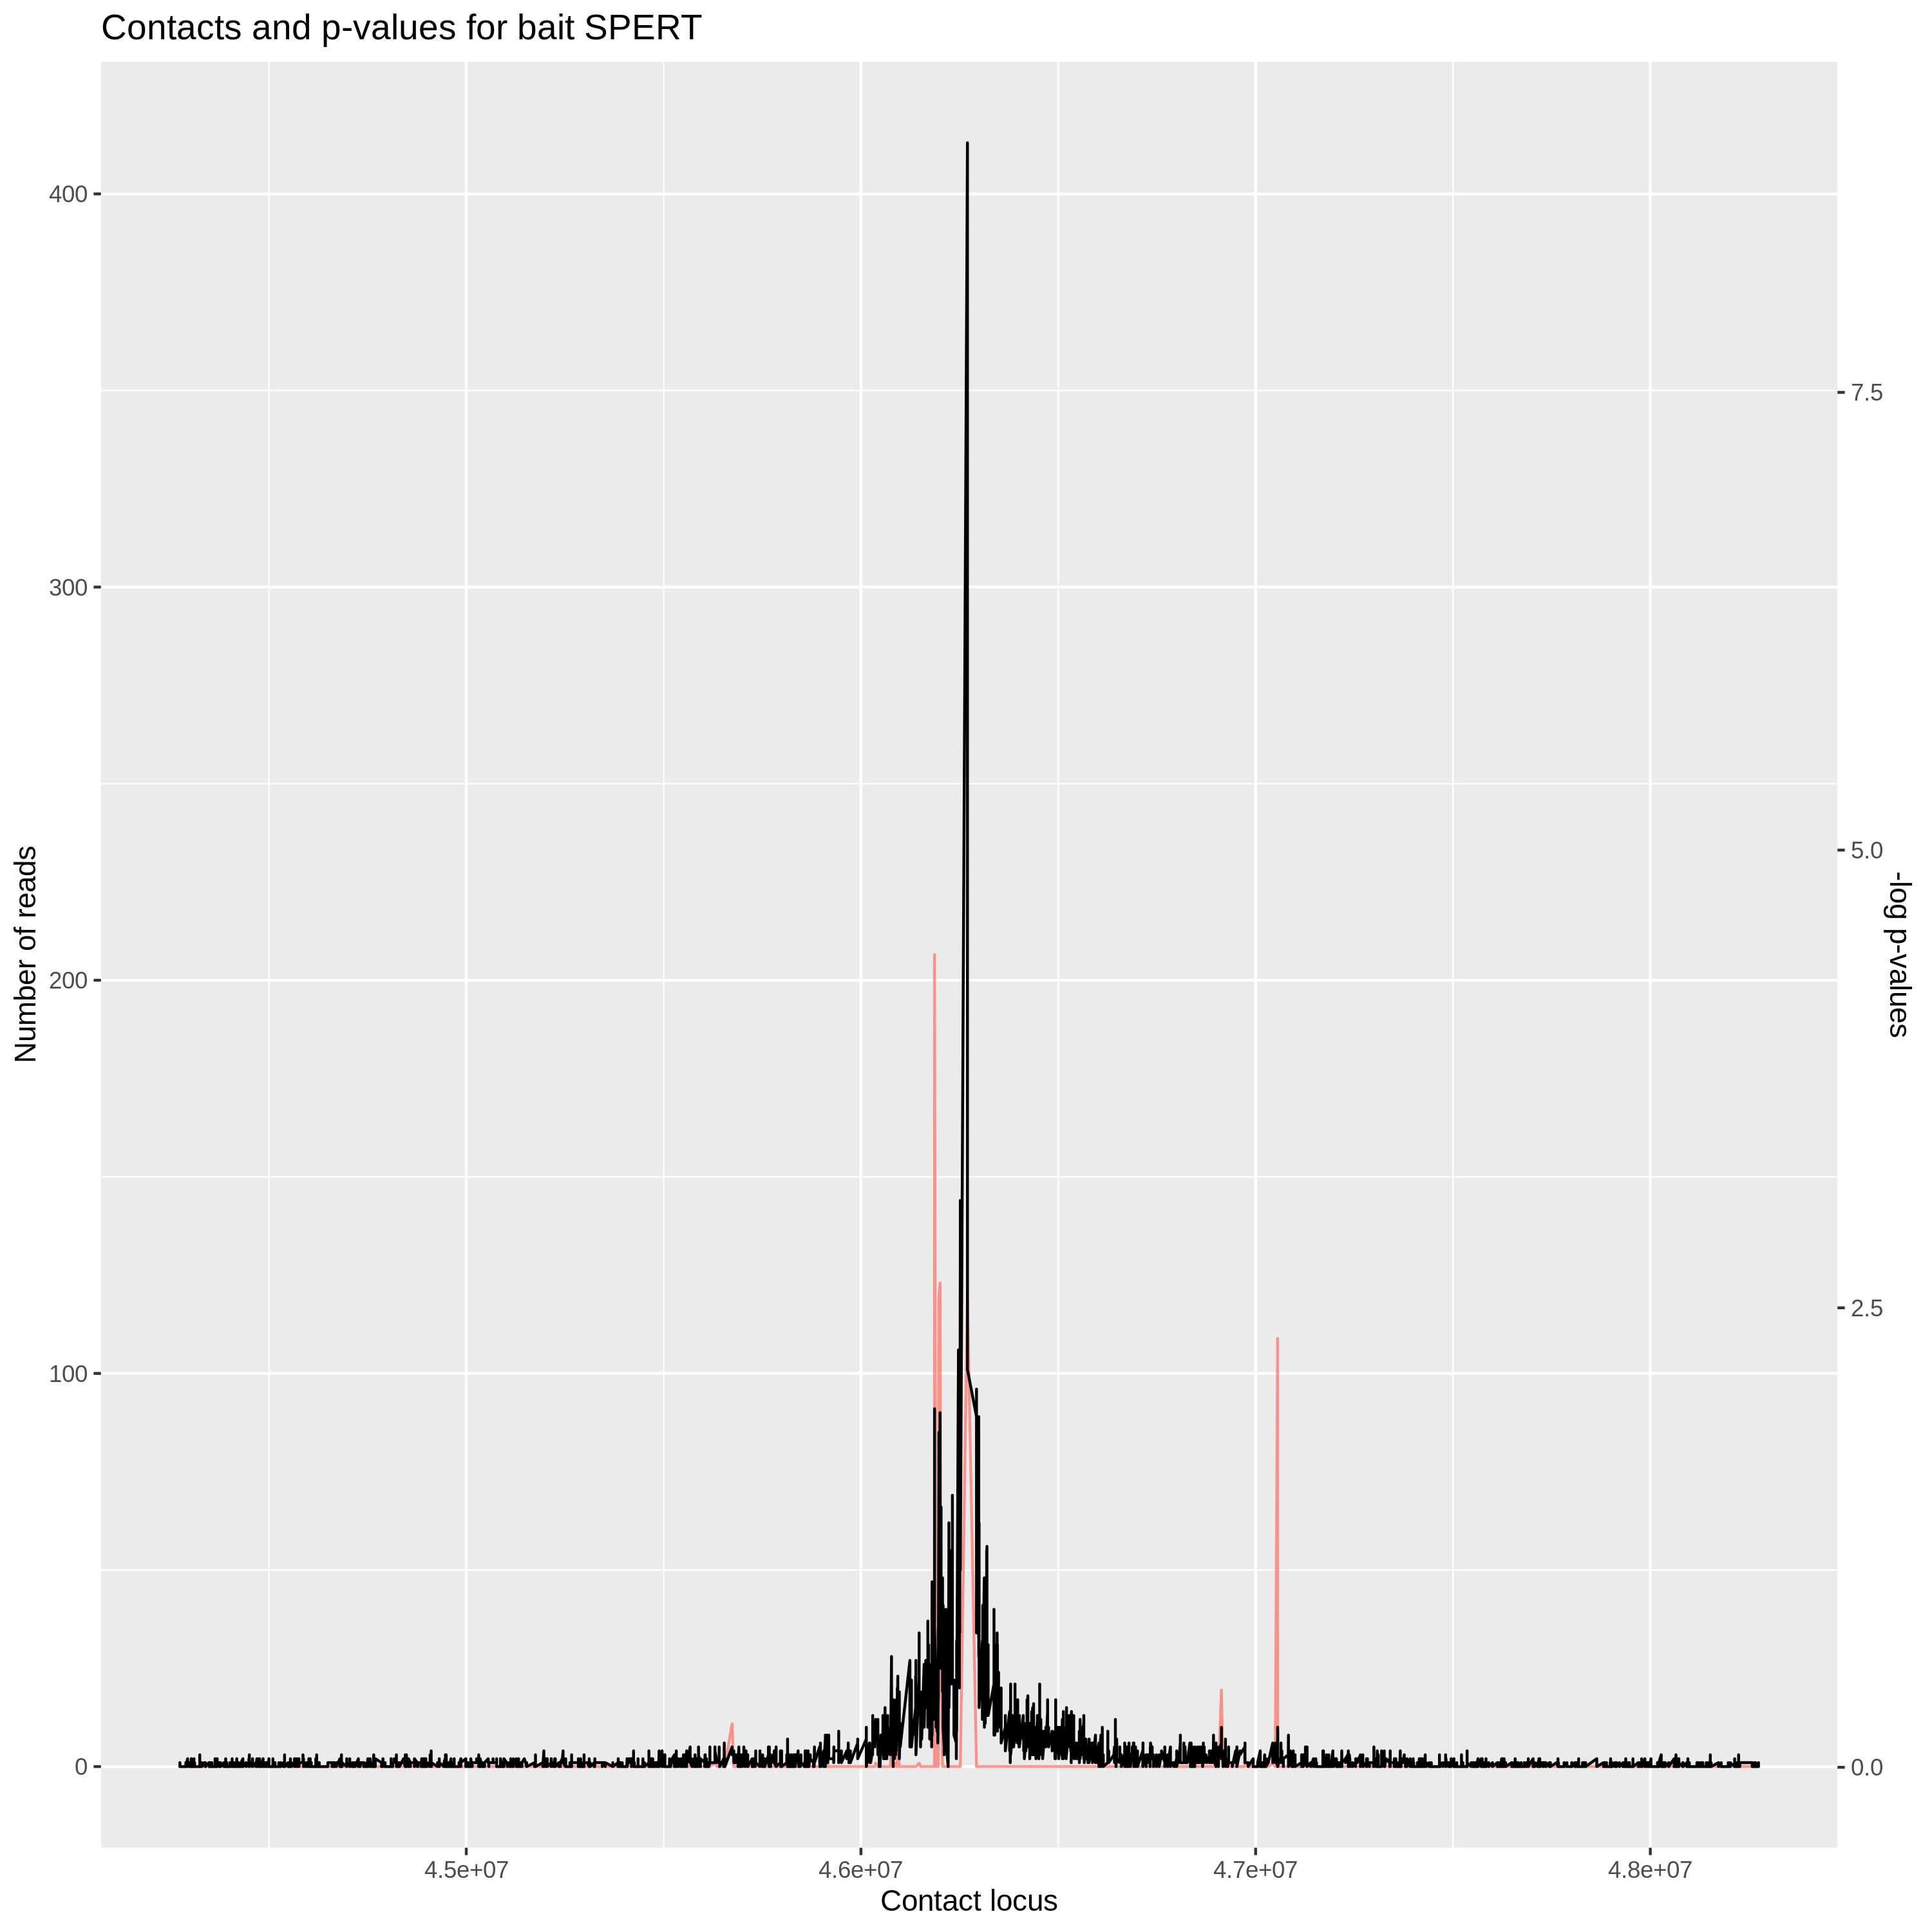 Contacts and p-values for bait SPERT
400
300
200
100
0
Number of reads
7.5
5.0
2.5
0.0
-log p-values
4.5e+07
4.6e+07
4.7e+07
4.8e+07
Contact locus